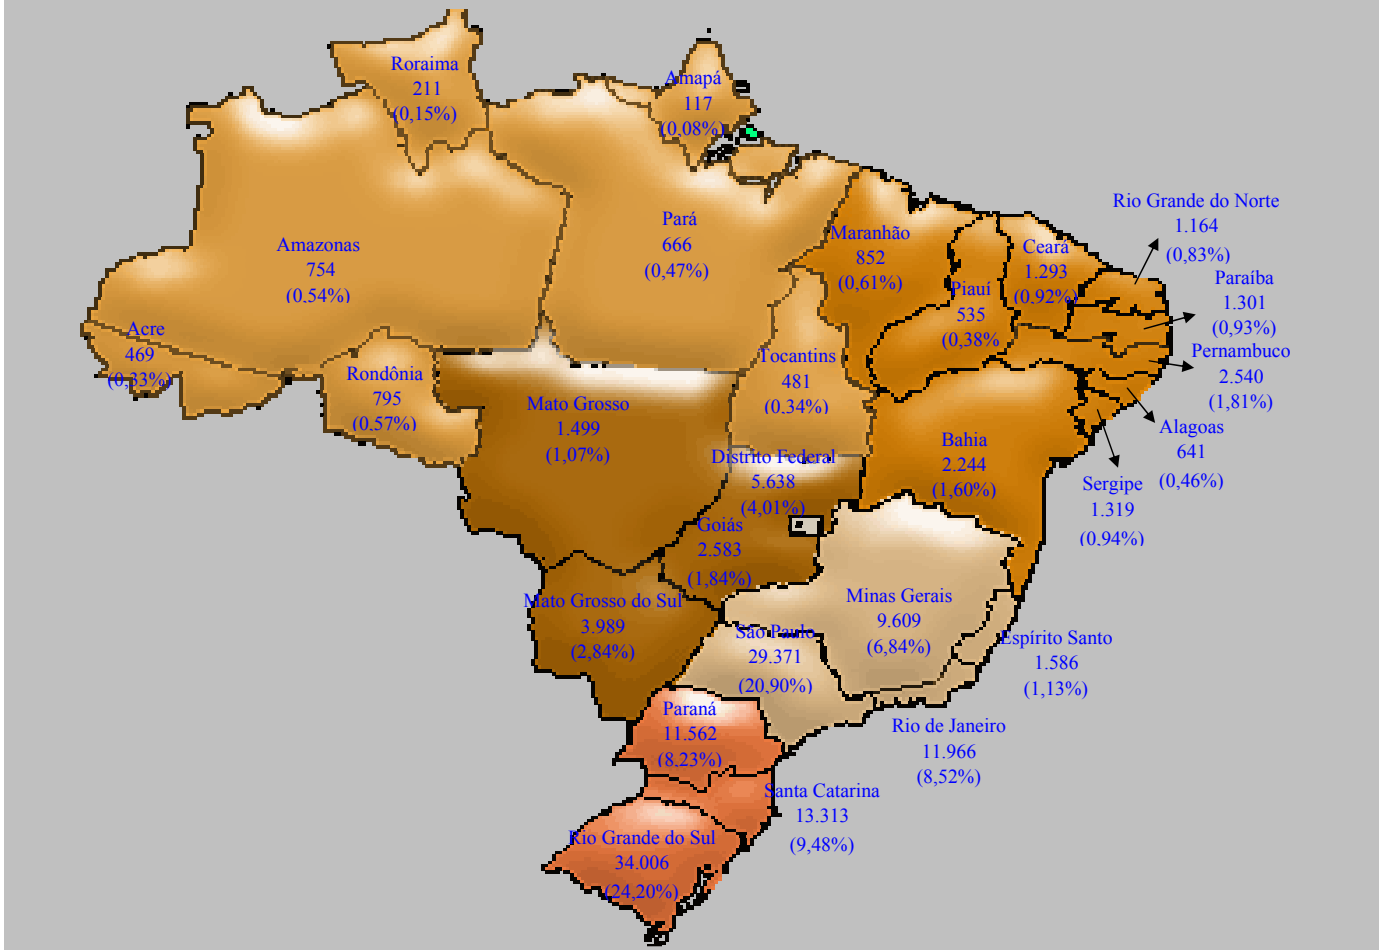 Roraima
211
(0,15%)
Amapá
117
(0,08%)
Amazonas
754
(0,54%)
Pará
666
(0,47%)
Maranhão
852
(0,61%)
Piauí
535
(0,38%
Ceará
1.293
(0,92%)
Rio Grande do Norte
1.164
(0,83%)
Paraíba
1.301
(0,93%)
Pernambuco
2.540
(1,81%)
Alagoas
641
(0,46%)
Sergipe
1.319
(0,94%)
Acre
469
(0,33%)
Rondônia
795
(0,57%)
Tocantins
481
(0,34%)
Mato Grosso
1.499
(1,07%)
Bahia
2.244
(1,60%)
Distrito Federal
5.638
(4,01%)
Goiás
2.583
(1,84%)
Mato Grosso do Sul
3.989
(2,84%)
Minas Gerais
9.609
(6,84%)
Espírito Santo
1.586
(1,13%)
São Paulo
29.371
(20,90%)
Rio de Janeiro
11.966
(8,52%)
Paraná
11.562
(8,23%)
Santa Catarina
13.313
(9,48%)
Rio Grande do Sul
34.006
(24,20%)